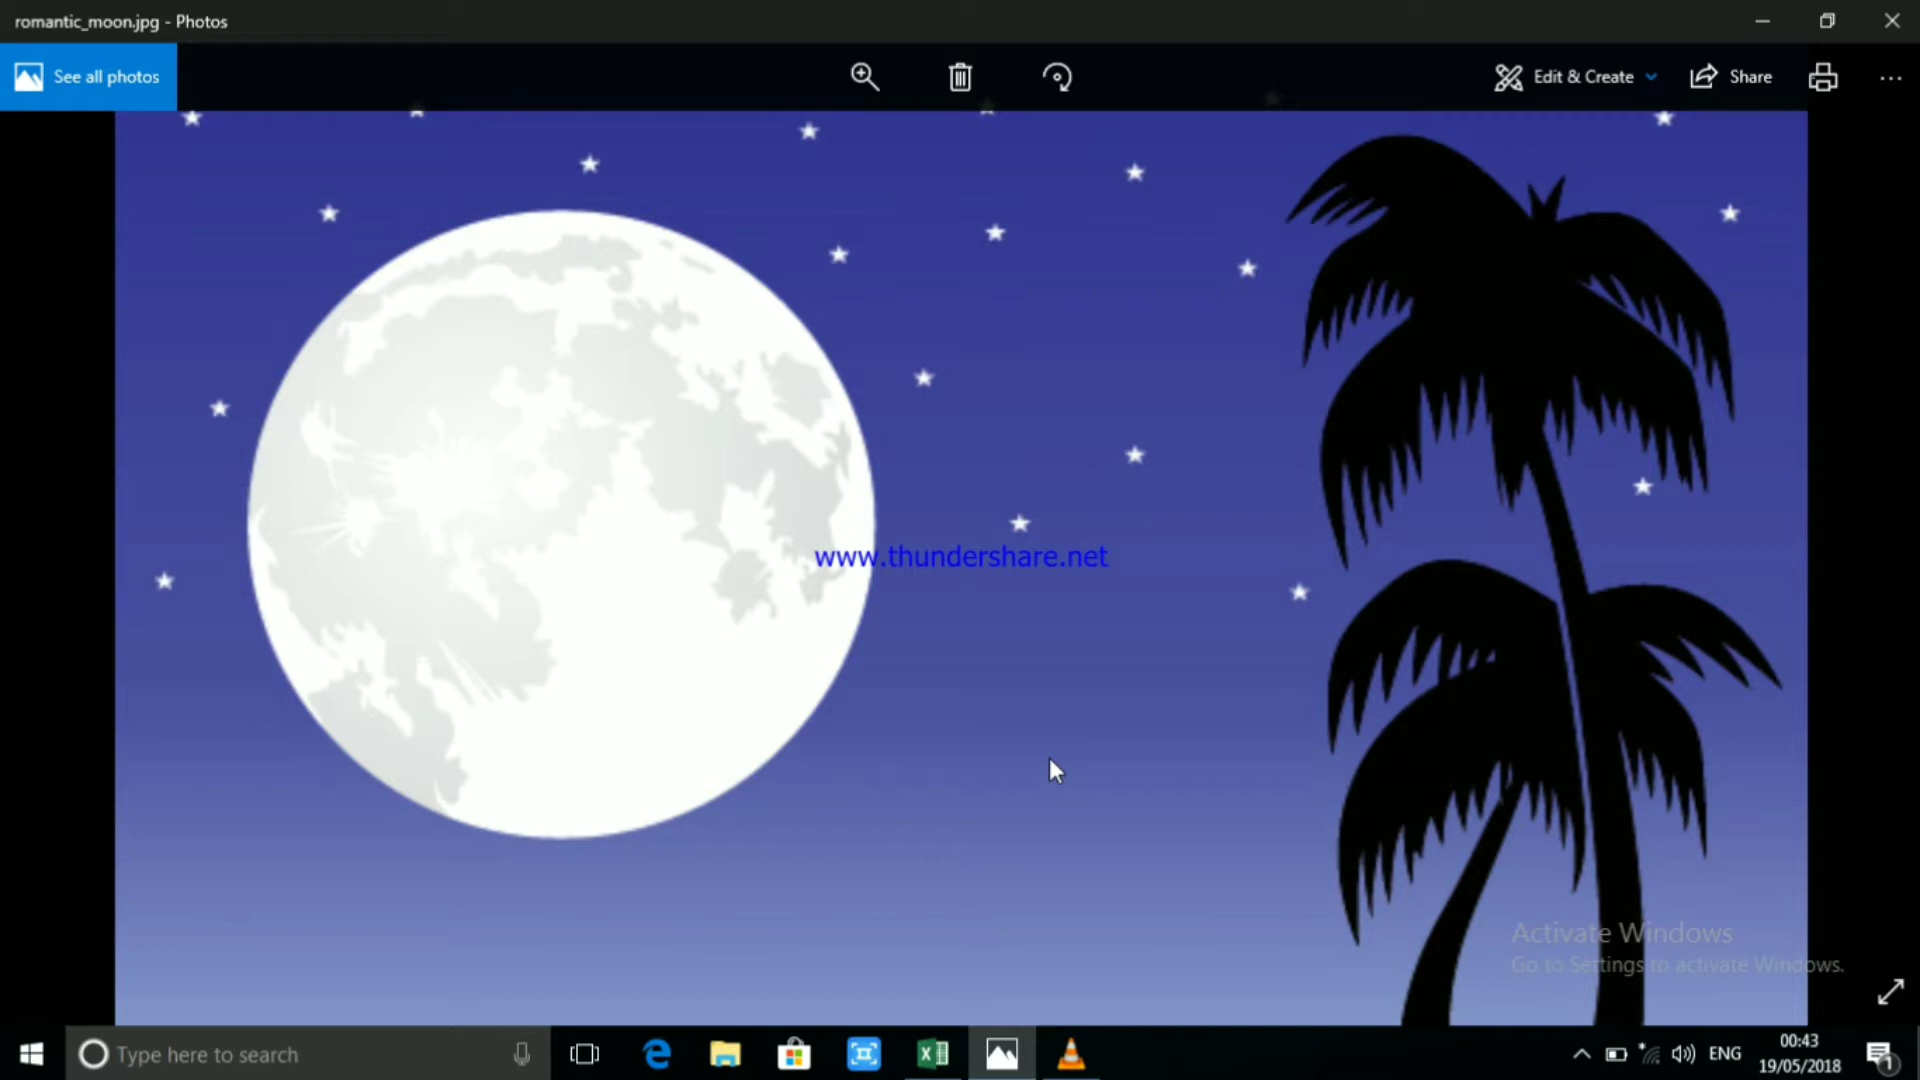 romantic_moon.jpg - Photos
See all photos
Edit & Create
Share
www.thundershare.net
Activate Windows
Go to Settings to activate Windows.
Type here to search
ENG
00:43
19/05/2018
1